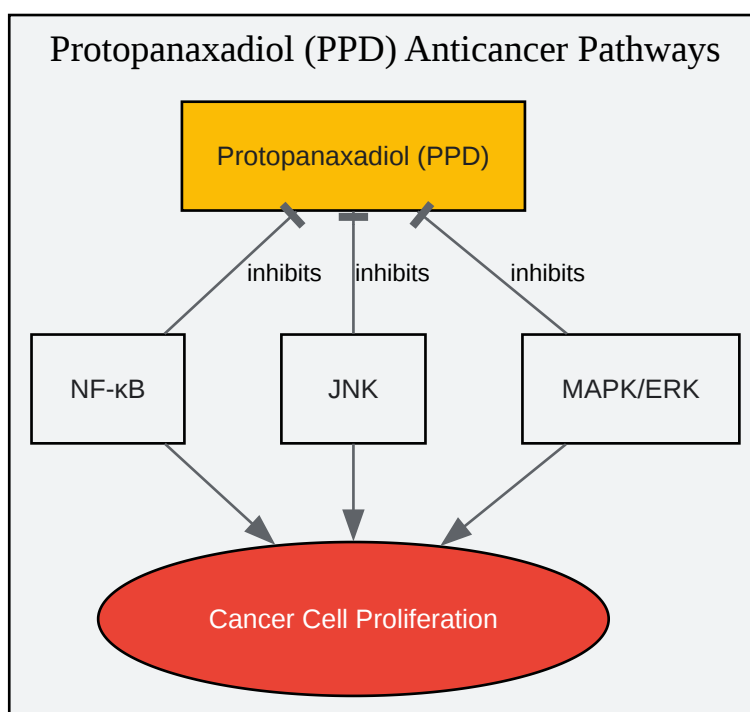 Protopanaxadiol (PPD) Anticancer Pathways
Protopanaxadiol (PPD)
inhibits inhibits inhibits
NF-κB JNK MAPK/ERK
Cancer Cell Proliferation